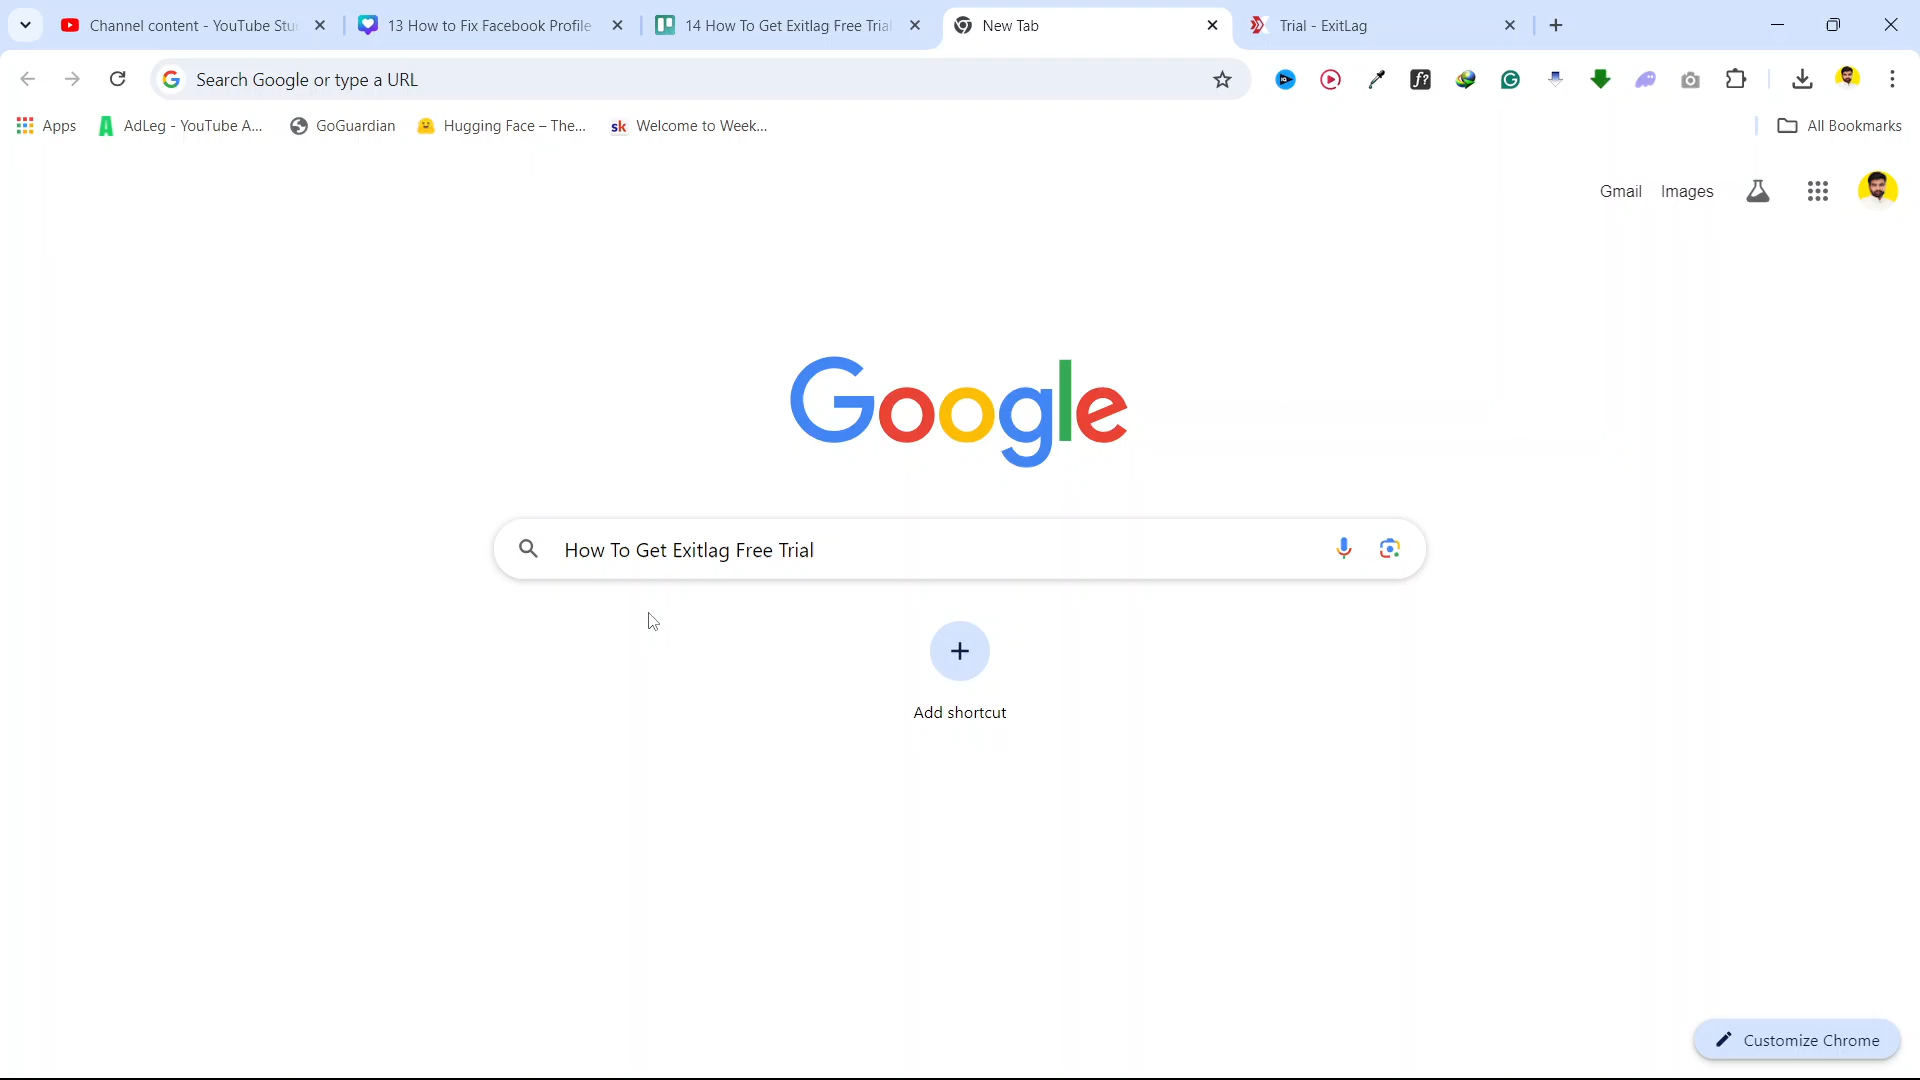 Channel content - YouTube Stu
13 How to Fix Facebook Profile
14 How To Get Exitlag Free Trial
New Tab
Trial - ExitLag
Search Google or type a URL
Apps
AdLeg - YouTube A...
GoGuardian
Hugging Face – The...
sk Welcome to Week...
All Bookmarks
Gmail
Images
Google
How To Get Exitlag Free Trial
Add shortcut
Customize Chrome